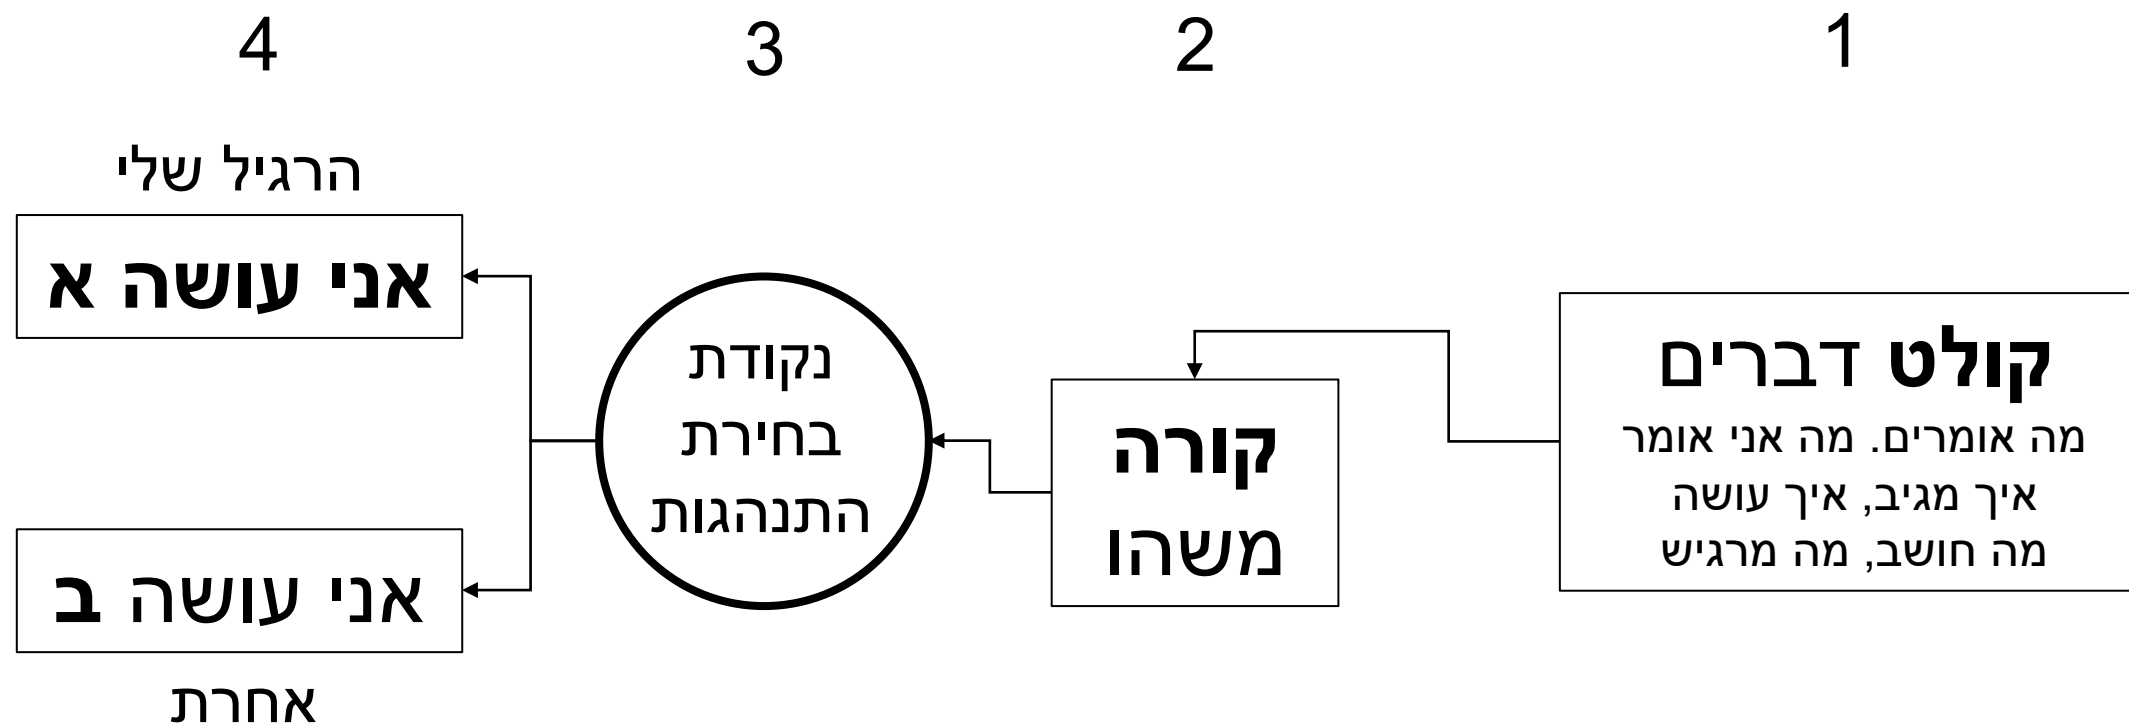 1
2
3
4
קולט דברים
מה אומרים. מה אני אומר
איך מגיב, איך עושה
מה חושב, מה מרגיש
קורה
משהו
נקודת
בחירת
התנהגות
הרגיל שלי
אני עושה א
אני עושה ב
אחרת